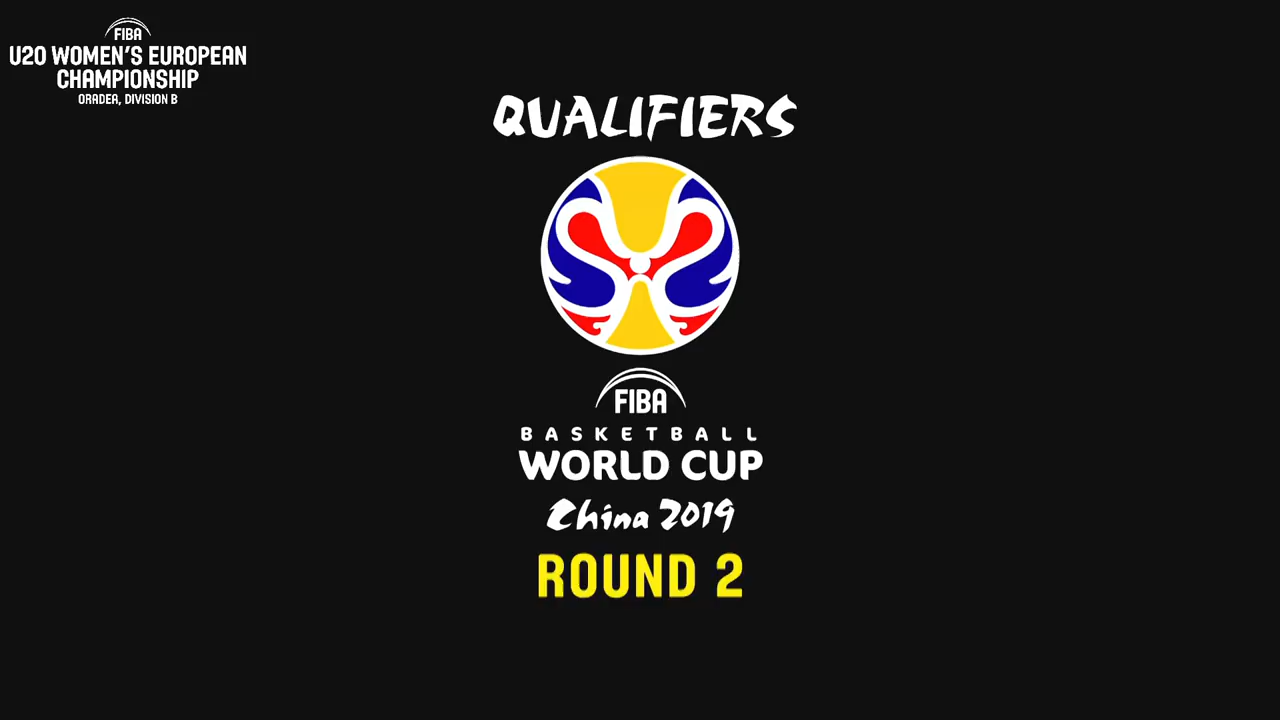 FIBA
U20 WOMEN'S EUROPEAN
CHAMPIONSHIP
ORADEA, DIVISION B
QUALIFIERS
FIBA
BASKETBALL
WORLD CUP
China 2019
ROUND 2